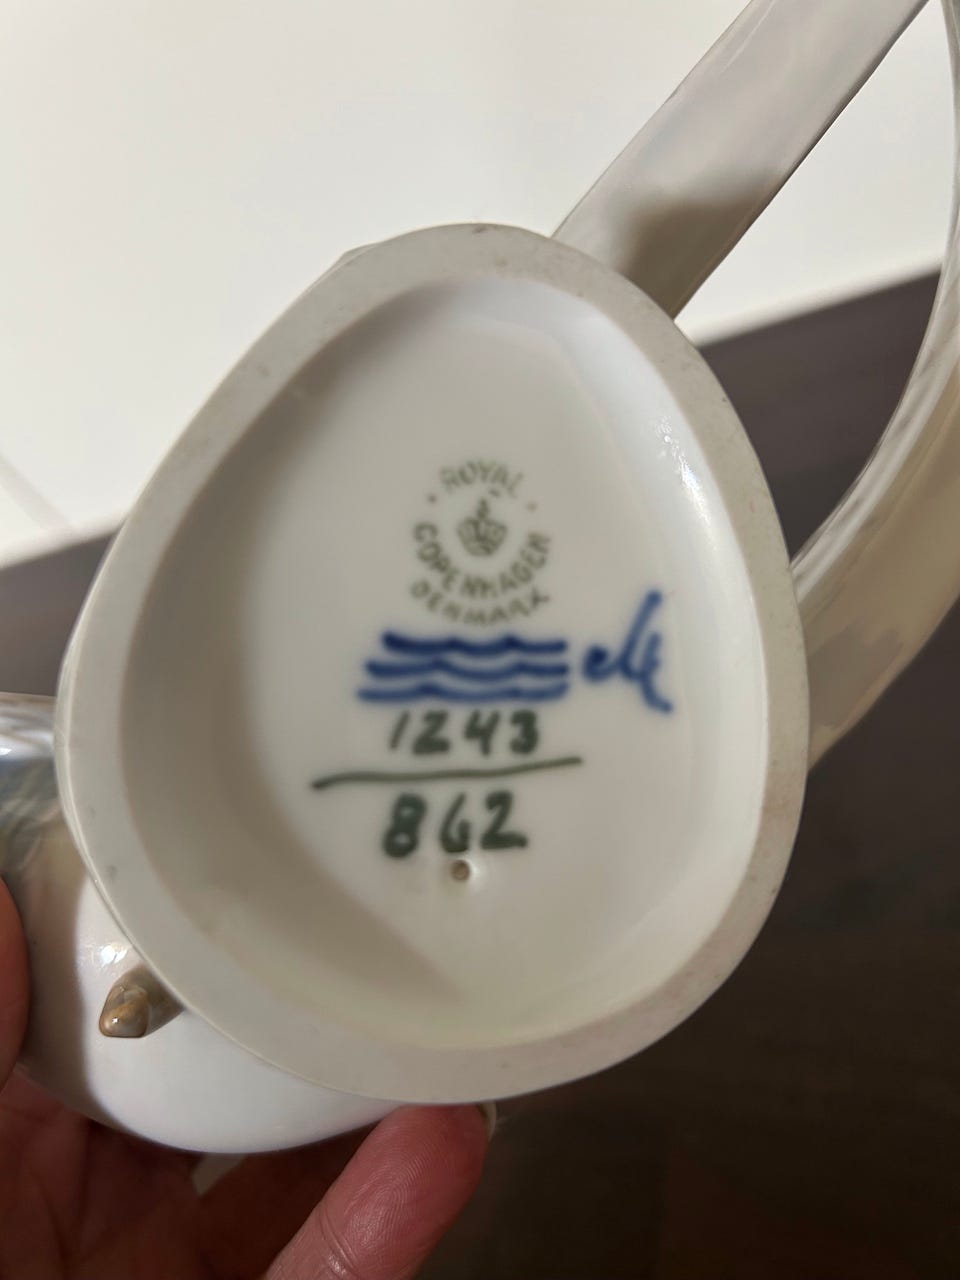 ROYAL
COPENHAGEN
DENMARK
1243
862